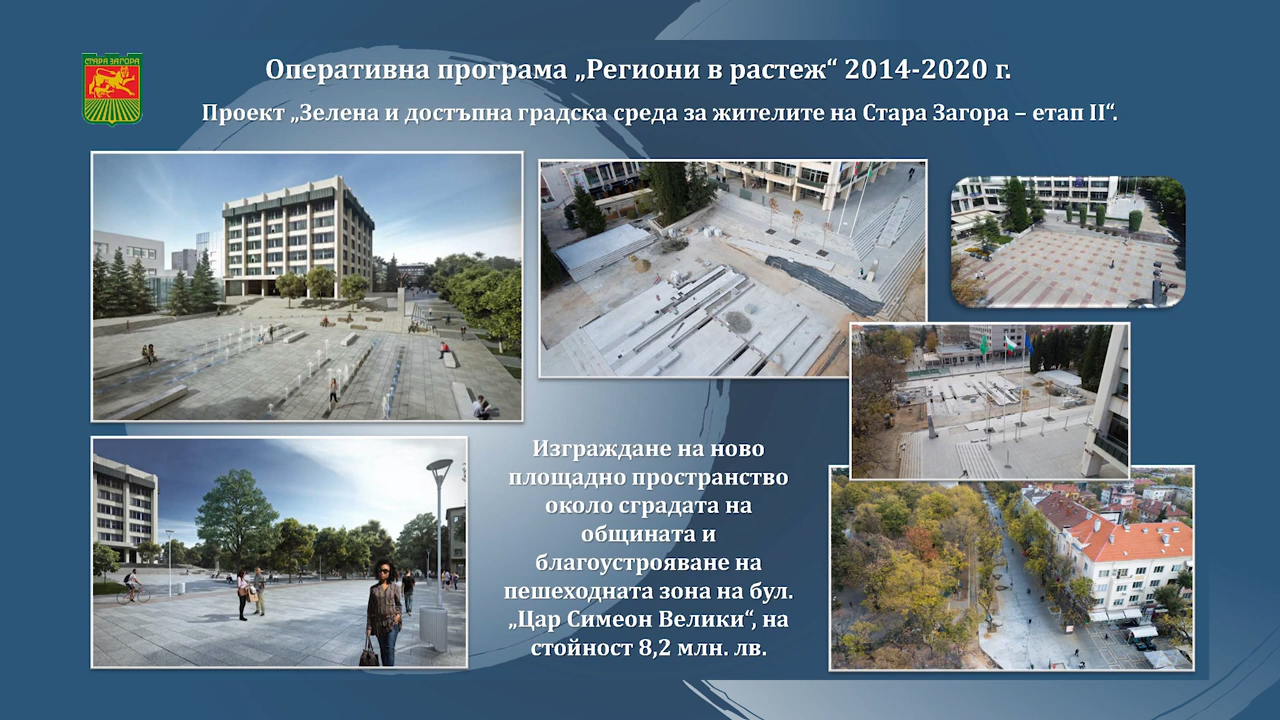 СТАРА ЗАГОРА
Оперативна програма „Региони в растеж“ 2014-2020 г.
Проект „Зелена и достъпна градска среда за жителите на Стара Загора – етап II“.
Изграждане на ново
площадно пространство
около сградата на
общината и
благоустрояване на
пешеходната зона на бул.
„Цар Симеон Велики“, на
стойност 8,2 млн. лв.